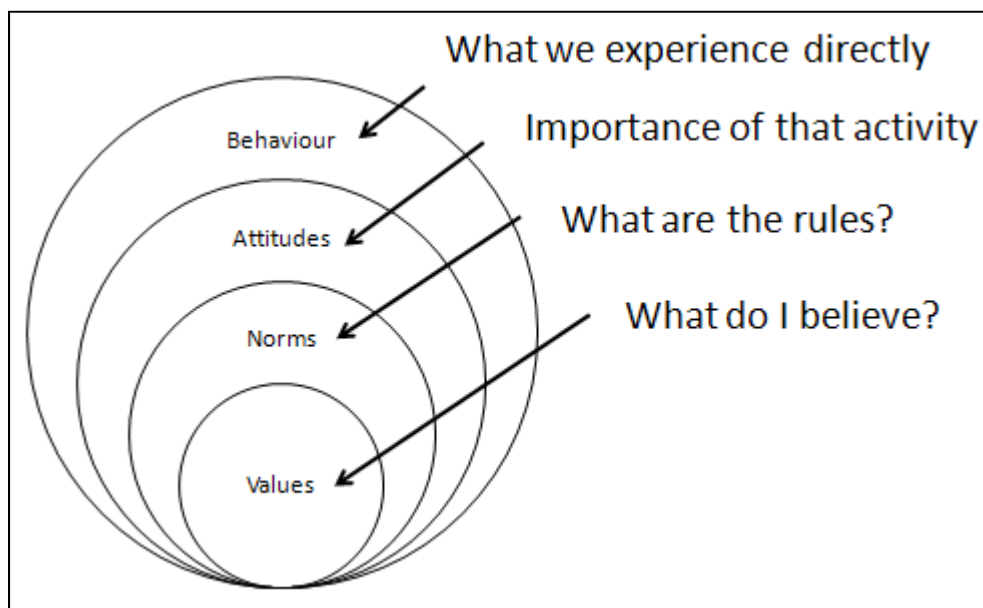 What we experience directly
Behaviour
Importance of that activity
Attitudes
What are the rules?
Norms
What do I believe?
Values